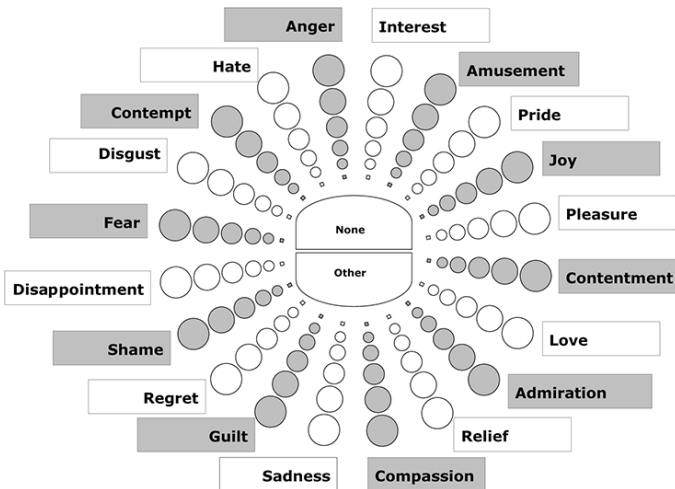 Anger
Interest
Hate
Amusement
Contempt
Pride
Disgust
Joy
Fear
Pleasure
None
Other
Disappointment
Contentment
Shame
Love
Regret
Admiration
Guilt
Relief
Sadness
Compassion